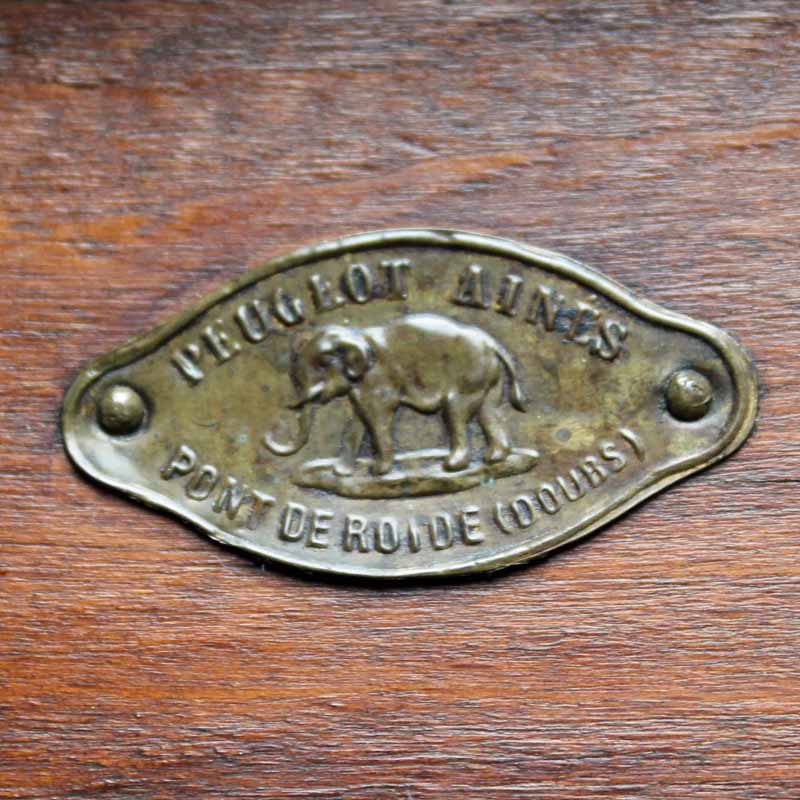 PEUGEOT AINÉS
PONT DE ROIDE (DOUBS)